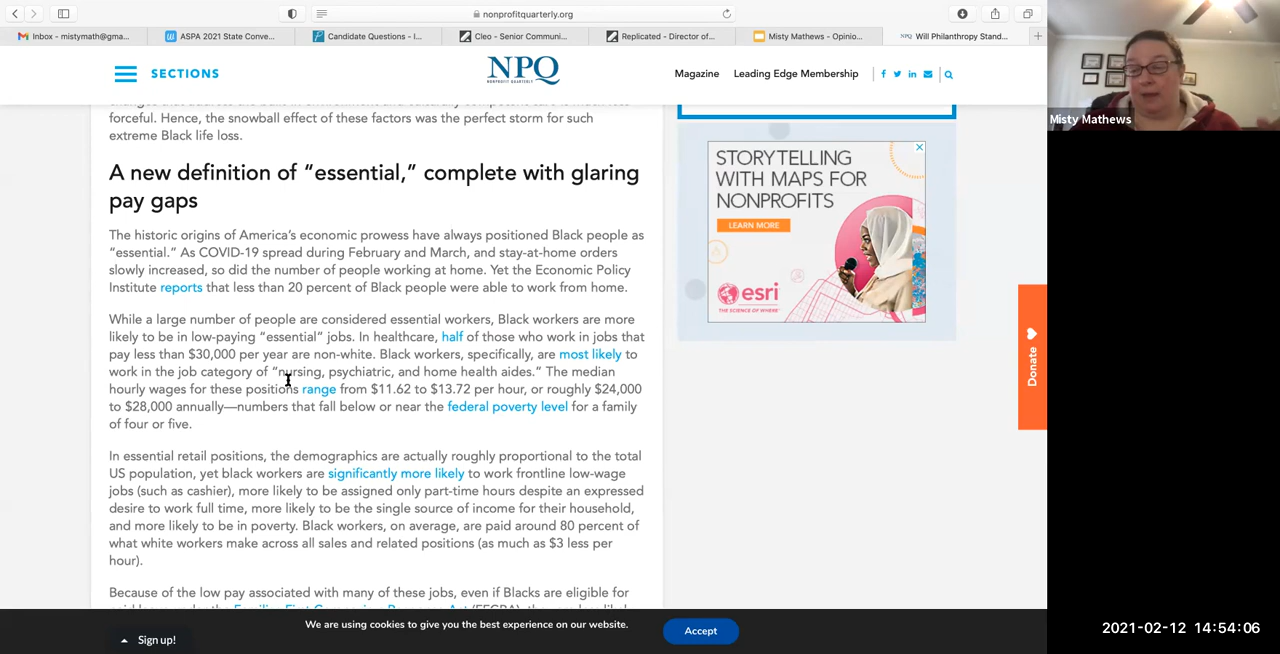 nonprofitquarterly.org
Inbox - mistymath@gma...
ASPA 2021 State Conve...
Candidate Questions - I...
Cleo - Senior Communi...
Replicated - Director of...
Misty Mathews - Opinio...
NPQ Will Philanthropy Stand...
SECTIONS
NPQ
NONPROFIT QUARTERLY
Magazine
Leading Edge Membership
forceful. Hence, the snowball effect of these factors was the perfect storm for such
extreme Black life loss.
A new definition of “essential,” complete with glaring
pay gaps
The historic origins of America’s economic prowess have always positioned Black people as
“essential.” As COVID-19 spread during February and March, and stay-at-home orders
slowly increased, so did the number of people working at home. Yet the Economic Policy
Institute reports that less than 20 percent of Black people were able to work from home.
While a large number of people are considered essential workers, Black workers are more
likely to be in low-paying “essential” jobs. In healthcare, half of those who work in jobs that
pay less than $30,000 per year are non-white. Black workers, specifically, are most likely to
work in the job category of “nursing, psychiatric, and home health aides.” The median
hourly wages for these positions range from $11.62 to $13.72 per hour, or roughly $24,000
to $28,000 annually—numbers that fall below or near the federal poverty level for a family
of four or five.
In essential retail positions, the demographics are actually roughly proportional to the total
US population, yet black workers are significantly more likely to work frontline low-wage
jobs (such as cashier), more likely to be assigned only part-time hours despite an expressed
desire to work full time, more likely to be the single source of income for their household,
and more likely to be in poverty. Black workers, on average, are paid around 80 percent of
what white workers make across all sales and related positions (as much as $3 less per
hour).
Because of the low pay associated with many of these jobs, even if Blacks are eligible for
STORYTELLING
WITH MAPS FOR
NONPROFITS
LEARN MORE
esri
THE SCIENCE OF WHERE
Donate
We are using cookies to give you the best experience on our website.
Accept
Sign up!
Misty Mathews
2021-02-12 14:54:06